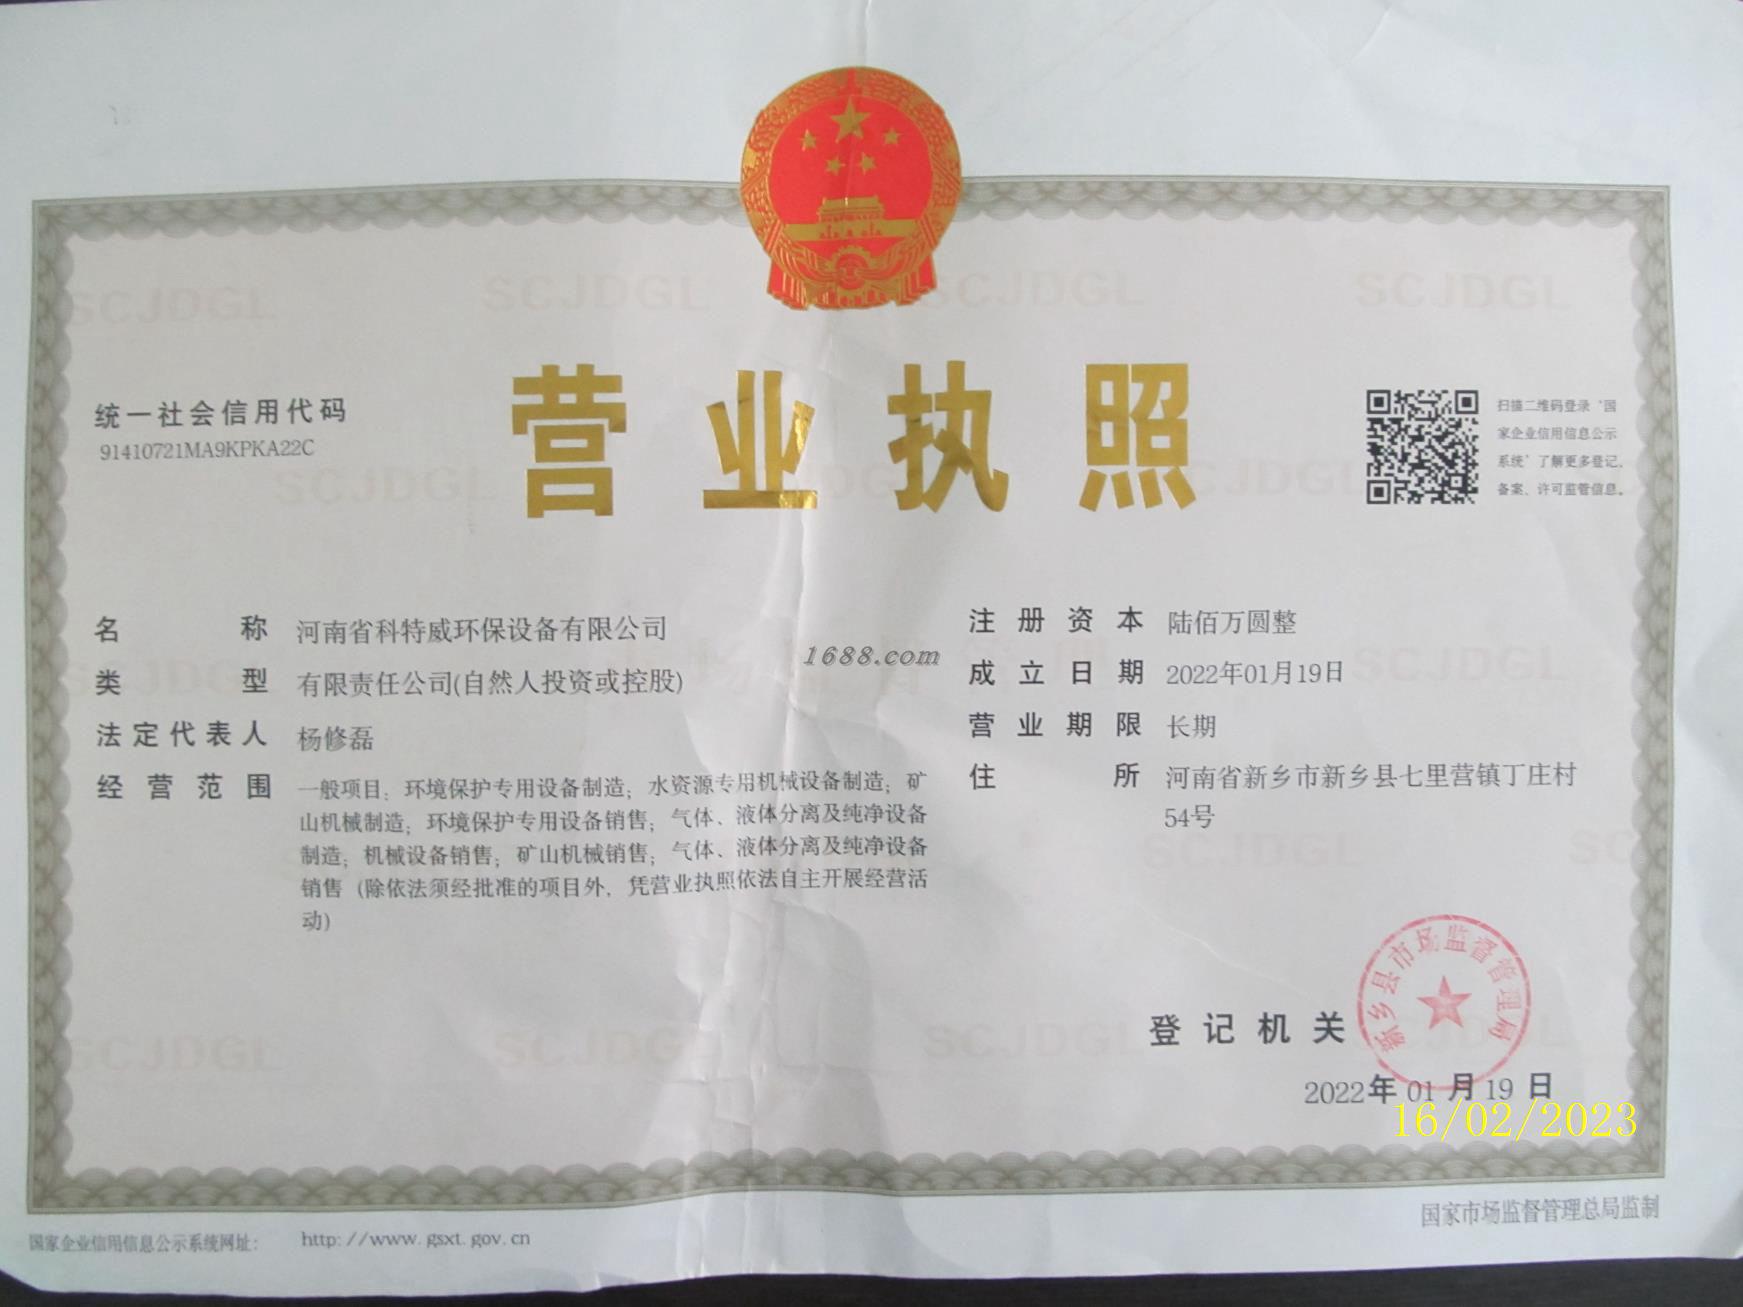 营业执照
统一社会信用代码
91410721MA9KPKA22C
扫描二维码登录‘国
家企业信用信息公示
系统’了解更多登记、
备案、许可监管信息。
名称 河南省科特威环保设备有限公司
类型 有限责任公司(自然人投资或控股)
法定代表人 杨修磊
经营范围 一般项目：环境保护专用设备制造；水资源专用机械设备制造；矿
山机械制造；环境保护专用设备销售；气体、液体分离及纯净设备
制造；机械设备销售；矿山机械销售；气体、液体分离及纯净设备
销售（除依法须经批准的项目外，凭营业执照依法自主开展经营活
动）
注册资本 陆佰万圆整
成立日期 2022年01月19日
营业期限 长期
住所 河南省新乡市新乡县七里营镇丁庄村
54号
1688.com
登记机关
新乡县市场监督管理局
2022年01月19日
16/02/2023
国家企业信用信息公示系统网址：http://www.gsxt.gov.cn
国家市场监督管理总局监制
SCJDGL
SCJDGL
SCJDGL
SCJDGL
SCJDGL
SCJDGL
SCJDGL
SCJDGL
SCJDGL
SCJDGL